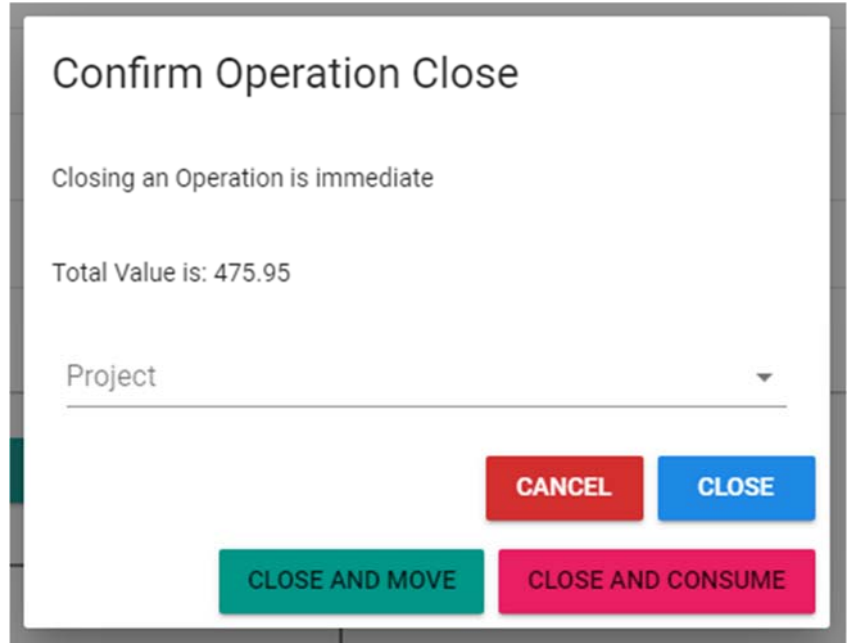 Confirm Operation Close
Closing an Operation is immediate
Total Value is: 475.95
Project
CANCEL
CLOSE
CLOSE AND MOVE
CLOSE AND CONSUME